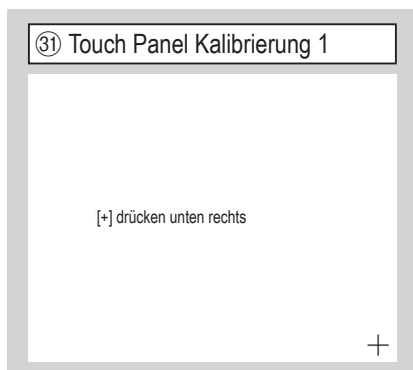 ㉛ Touch Panel Kalibrierung 1
[+] drücken unten rechts
+